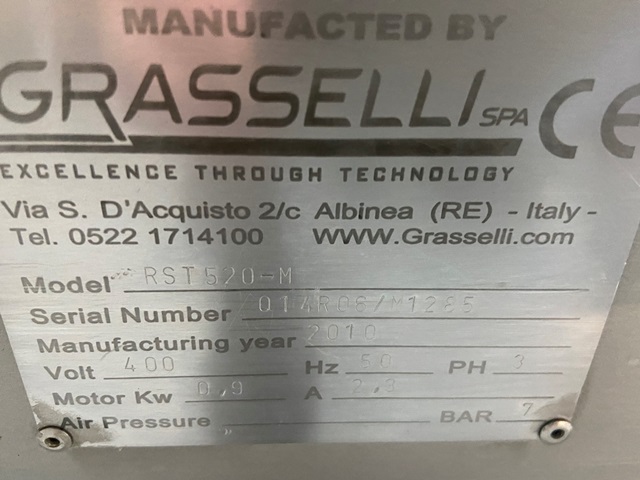 MANUFACTED BY
GRASSELLI SPA CE
EXCELLENCE THROUGH TECHNOLOGY
Via S. D'Acquisto 2/c Albinea (RE) - Italy -
Tel. 0522 1714100 WWW.Grasselli.com
Model RST520-M
Serial Number
Manufacturing year 2010
Volt 400 Hz 50 PH 3
Motor Kw 0,9 A 2,3
Air Pressure BAR 7